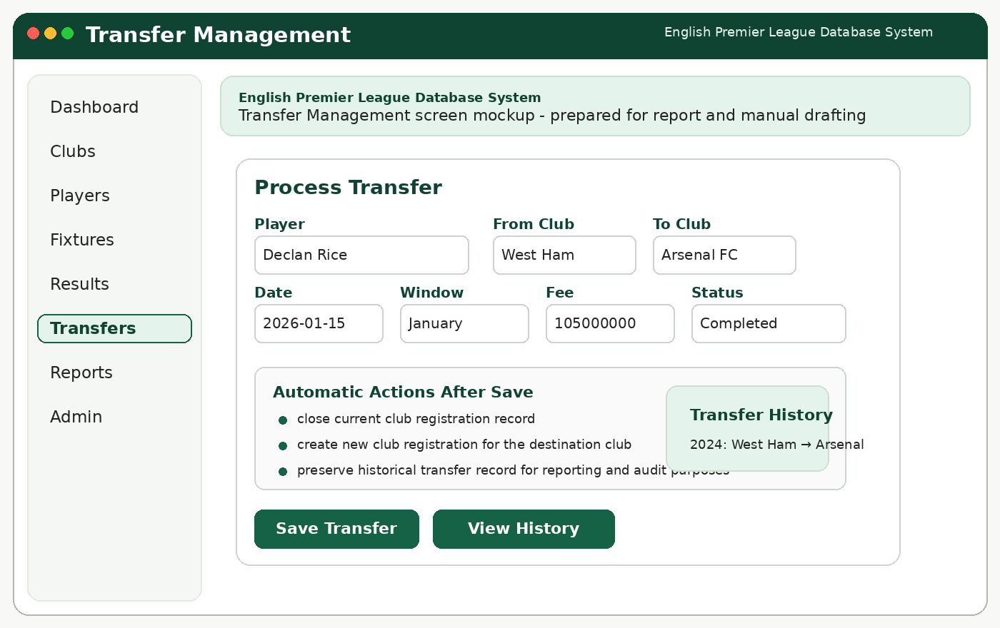 Transfer Management
English Premier League Database System
Dashboard
Clubs
Players
Fixtures
Results
Transfers
Reports
Admin
English Premier League Database System
Transfer Management screen mockup - prepared for report and manual drafting
Process Transfer
Player
From Club
To Club
Declan Rice
West Ham
Arsenal FC
Date
Window
Fee
Status
2026-01-15
January
105000000
Completed
Automatic Actions After Save
close current club registration record
create new club registration for the destination club
preserve historical transfer record for reporting and audit purposes
Transfer History
2024: West Ham → Arsenal
Save Transfer
View History